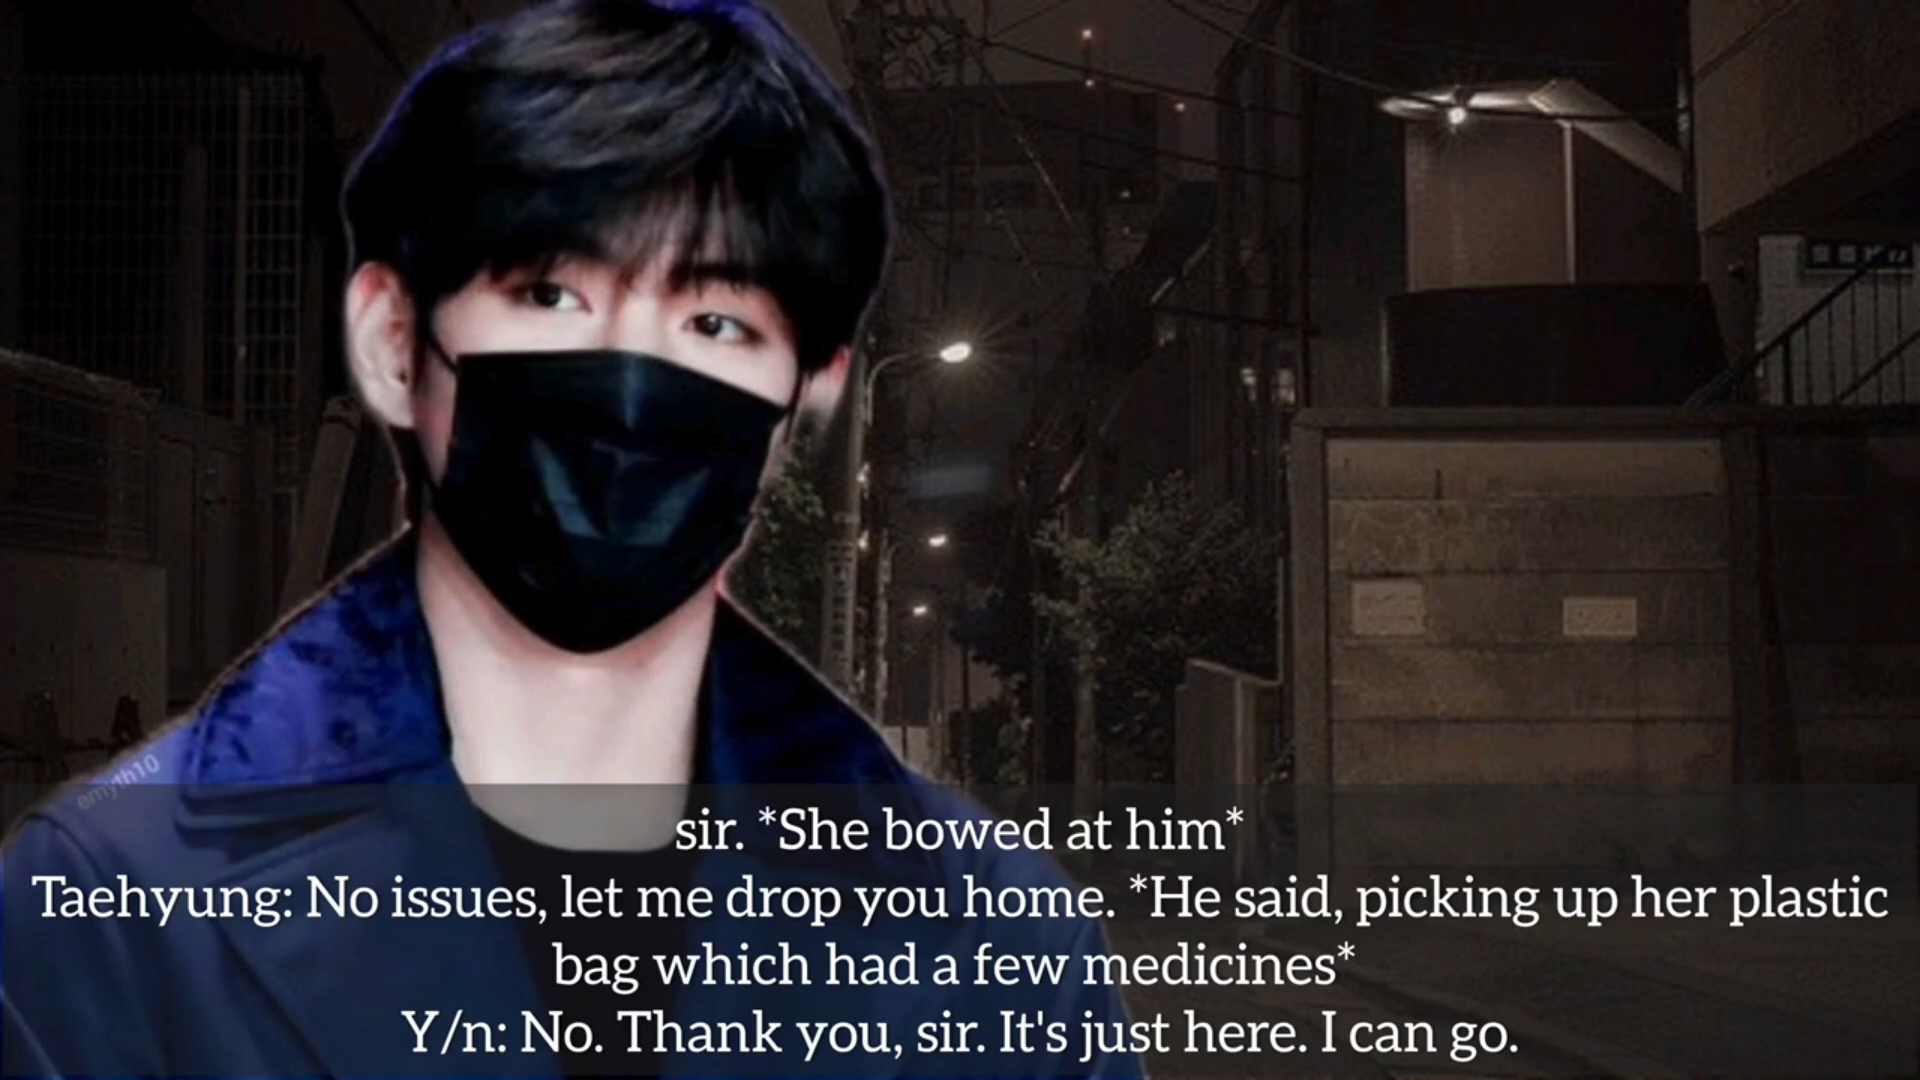 emyth10
sir. *She bowed at him*
Taehyung: No issues, let me drop you home. *He said, picking up her plastic
bag which had a few medicines*
Y/n: No. Thank you, sir. It's just here. I can go.